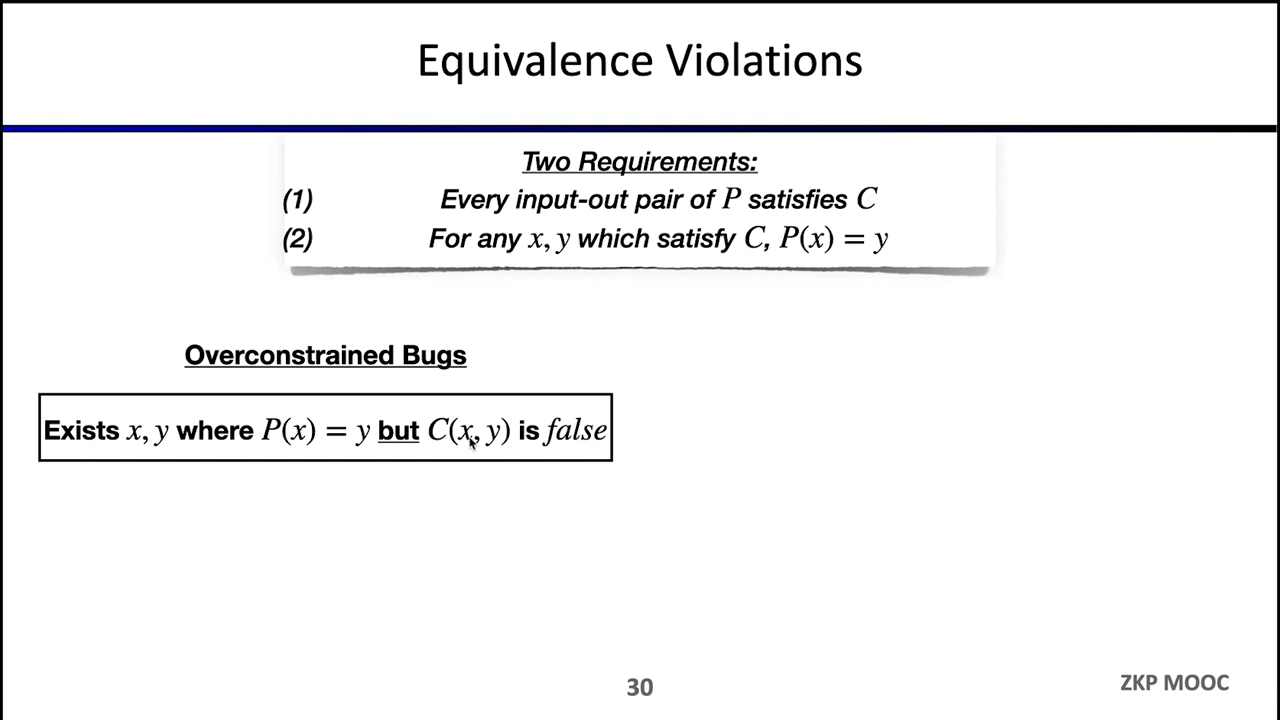 Equivalence Violations
Two Requirements:
(1) Every input-out pair of P satisfies C
(2) For any x, y which satisfy C, P(x) = y
Overconstrained Bugs
Exists x, y where P(x) = y but C(x, y) is false
30
ZKP MOOC